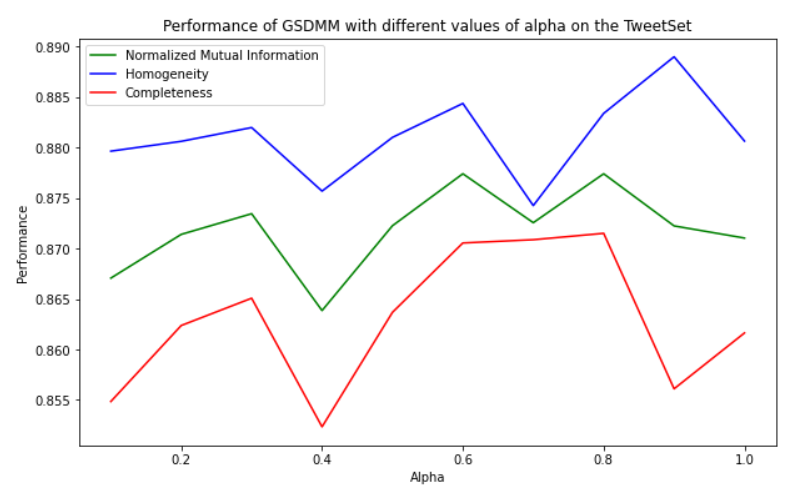 Performance of GSDMM with different values of alpha on the TweetSet
0.890
0.885
0.880
0.875
0.870
0.865
0.860
0.855
Performance
Normalized Mutual Information
Homogeneity
Completeness
0.2 0.4 0.6 0.8 1.0
Alpha